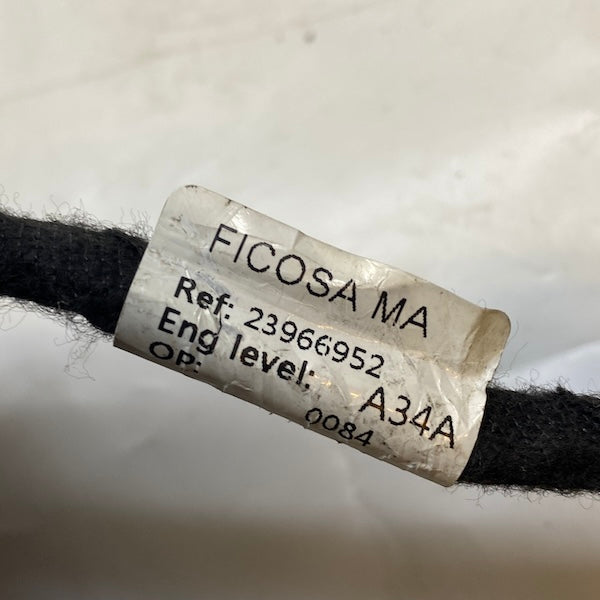 FICOSA MA
Ref: 23966952
Eng level: A34A
OP: 0084